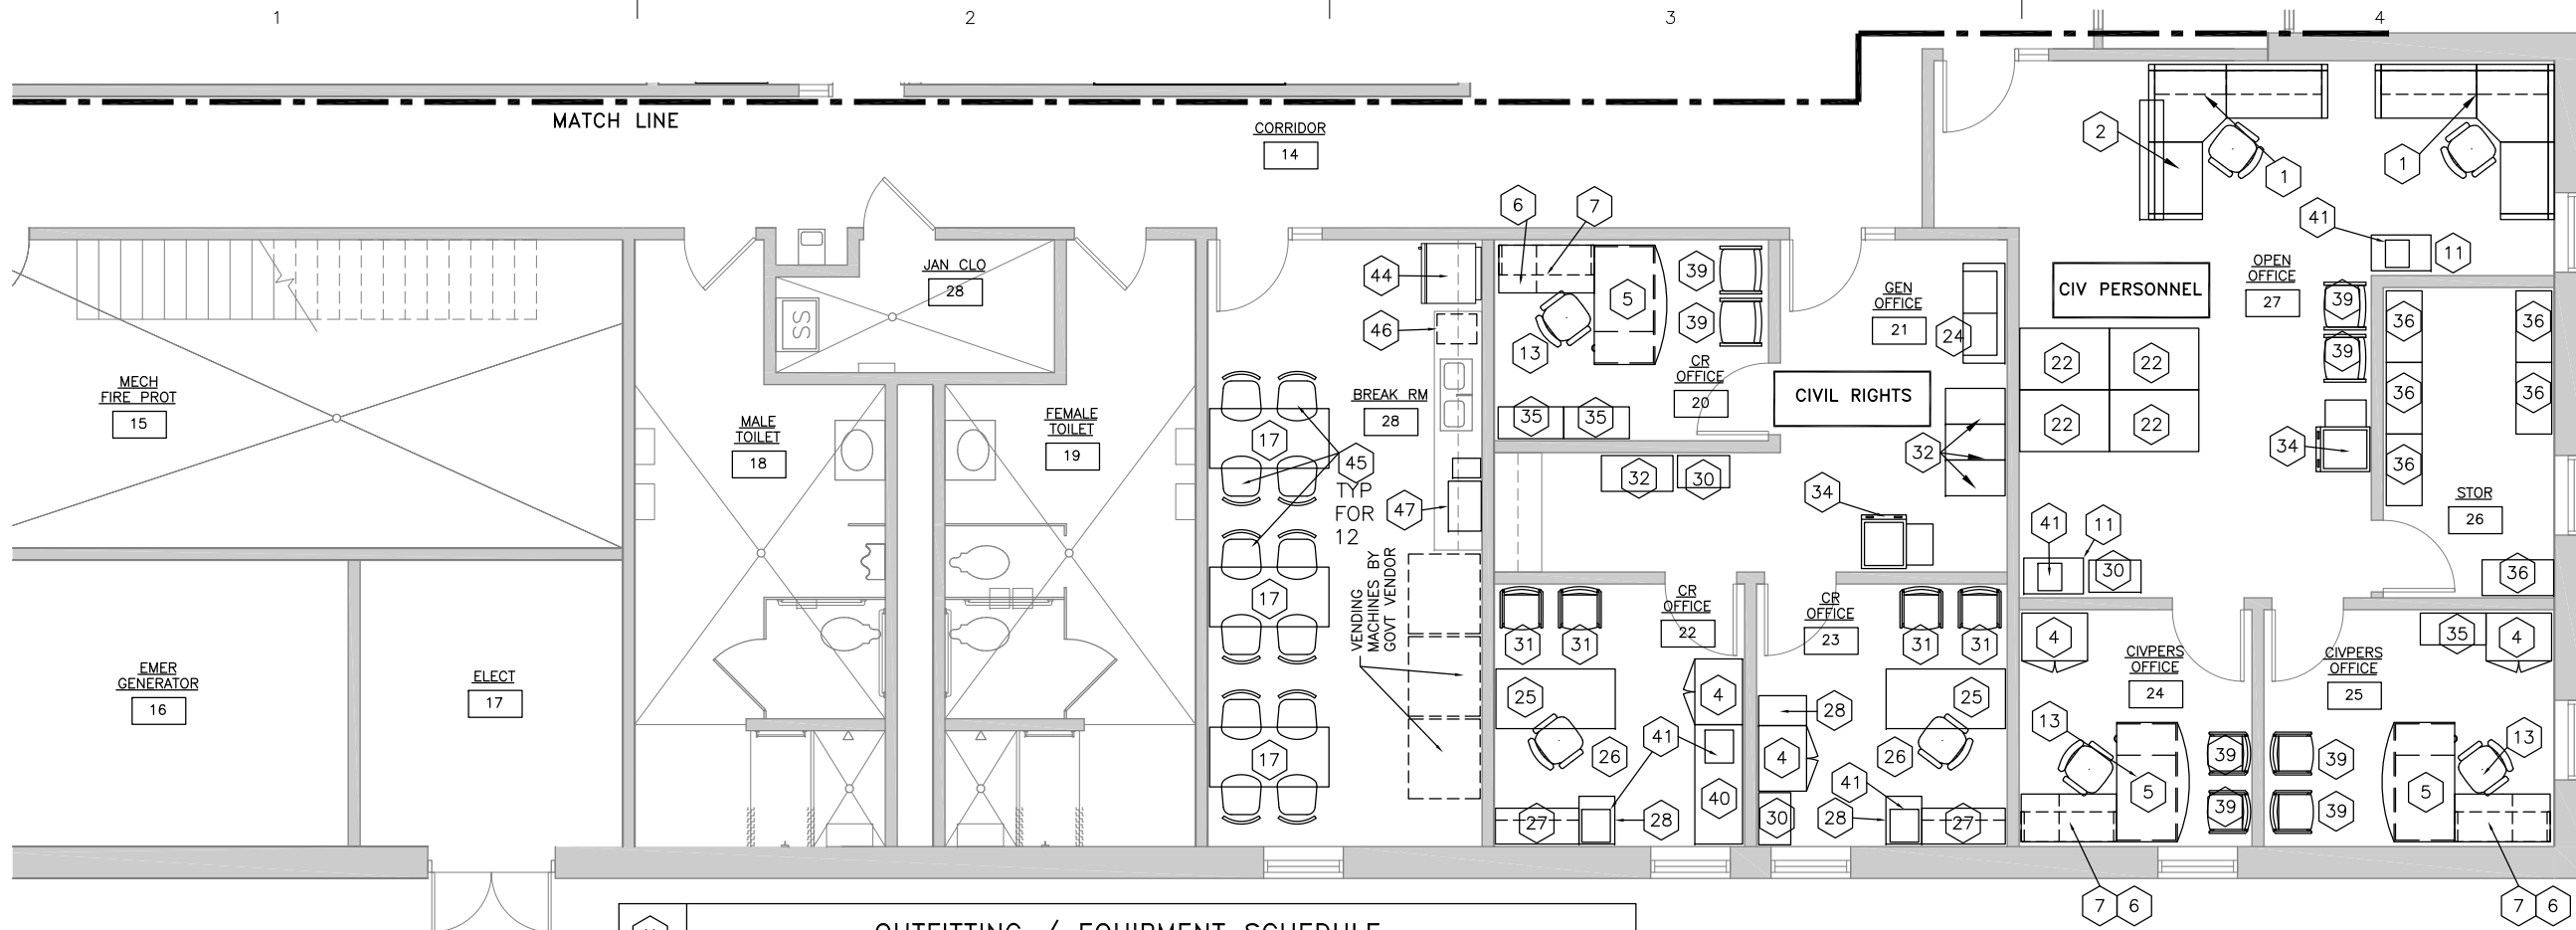 1
2
3
4
MATCH LINE
CORRIDOR
14
2
1
1
41
11
6
7
JAN CLO
28
SS
44
46
39
39
5
13
GEN
OFFICE
21
24
CIV PERSONNEL
OPEN
OFFICE
27
39
39
36
36
36
36
36
MECH
FIRE PROT
15
MALE
TOILET
18
FEMALE
TOILET
19
BREAK RM
28
17
45
TYP
FOR
12
47
CR
OFFICE
20
35
35
CIVIL RIGHTS
32
32
30
34
22
22
22
22
34
STOR
26
36
41
11
30
17
VENDING
MACHINES BY
GOVT VENDOR
17
EMER
GENERATOR
16
ELECT
17
31
31
CR
OFFICE
22
25
4
26
41
40
27
28
CR
OFFICE
23
31
31
25
28
4
26
41
30
28
27
4
CIVPERS
OFFICE
24
13
5
39
39
7
6
CIVPERS
OFFICE
25
35
4
39
39
5
13
7
6
OUTFITTING / EQUIPMENT SCHEDULE